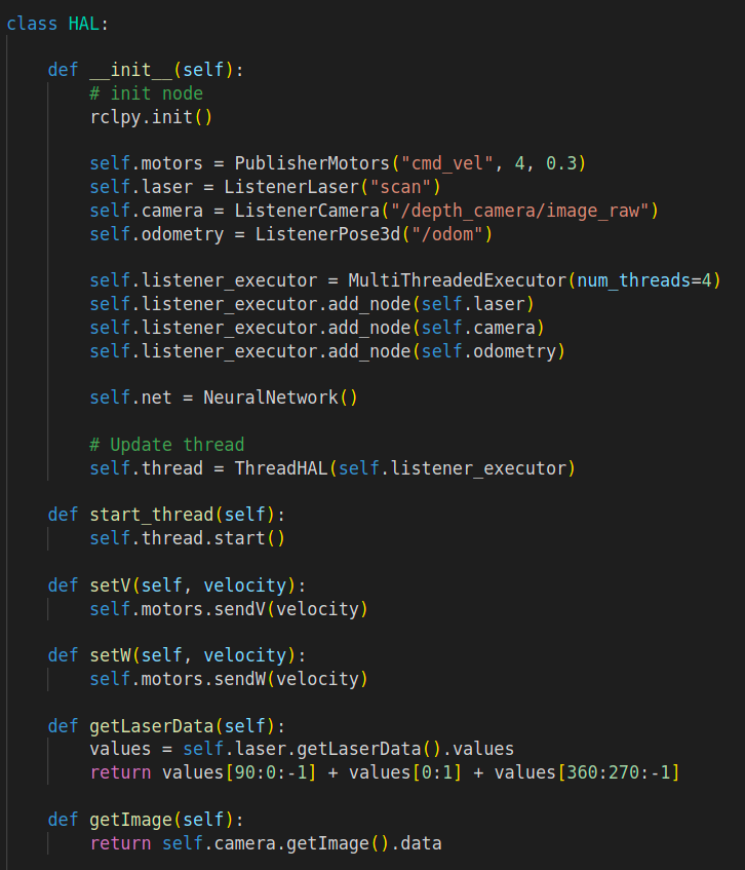 class HAL:
    def __init__(self):
        # init node
        rclpy.init()
        self.motors = PublisherMotors("cmd_vel", 4, 0.3)
        self.laser = ListenerLaser("scan")
        self.camera = ListenerCamera("/depth_camera/image_raw")
        self.odometry = ListenerPose3d("/odom")
        self.listener_executor = MultiThreadedExecutor(num_threads=4)
        self.listener_executor.add_node(self.laser)
        self.listener_executor.add_node(self.camera)
        self.listener_executor.add_node(self.odometry)
        self.net = NeuralNetwork()
        # Update thread
        self.thread = ThreadHAL(self.listener_executor)
    def start_thread(self):
        self.thread.start()
    def setV(self, velocity):
        self.motors.sendV(velocity)
    def setW(self, velocity):
        self.motors.sendW(velocity)
    def getLaserData(self):
        values = self.laser.getLaserData().values
        return values[90:0:-1] + values[0:1] + values[360:270:-1]
    def getImage(self):
        return self.camera.getImage().data